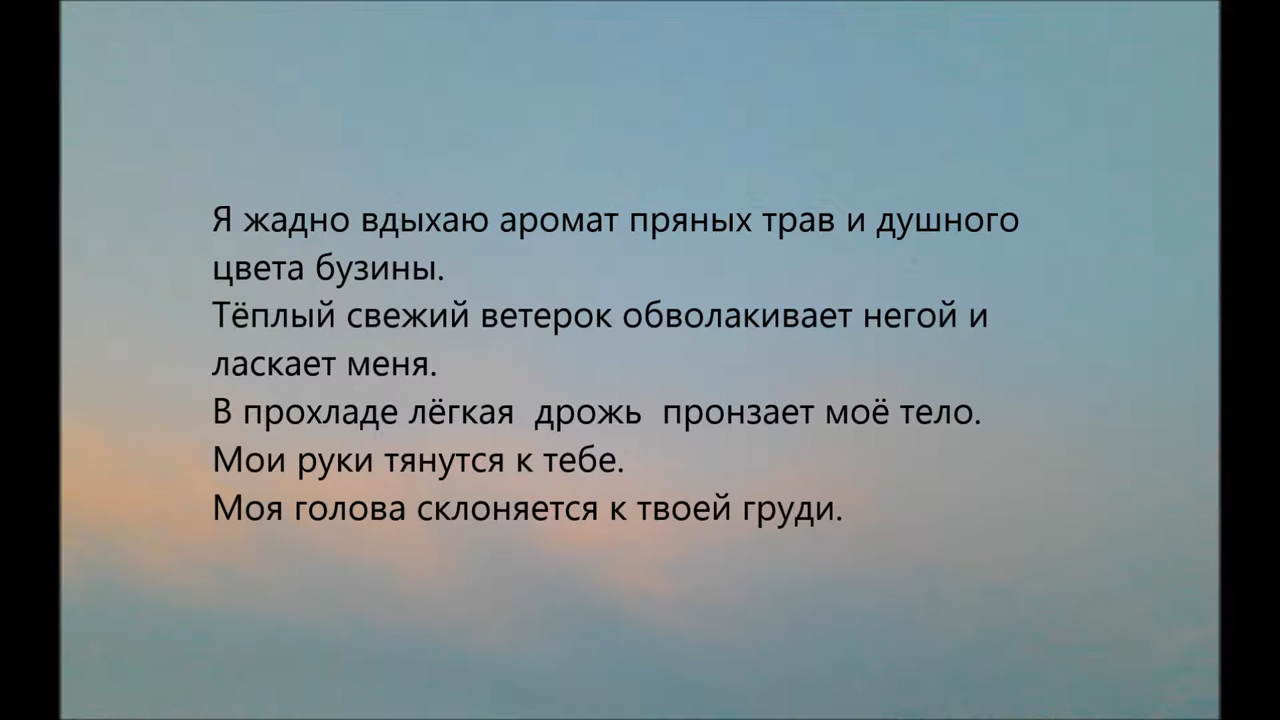 Я жадно вдыхаю аромат пряных трав и душного
цвета бузины.
Тёплый свежий ветерок обволакивает негой и
ласкает меня.
В прохладе лёгкая  дрожь  пронзает моё тело.
Мои руки тянутся к тебе.
Моя голова склоняется к твоей груди.